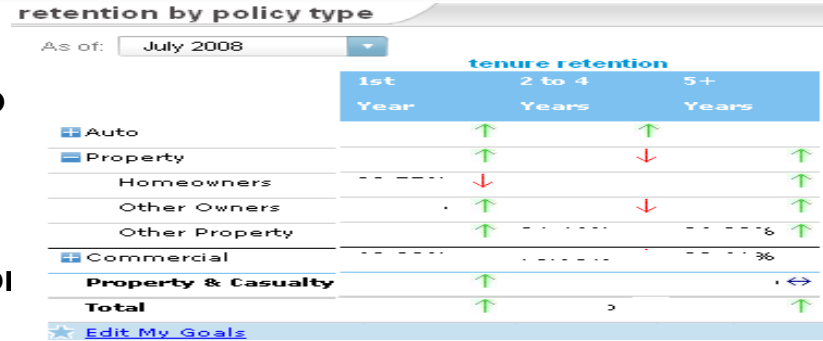 retention by policy type
As of: July 2008
tenure retention
1st Year 2 to 4 Years 5+ Years
Auto ↑ ↑
Property ↑ ↓ ↑
Homeowners ↓ ↑
Other Owners ↑ ↓ ↑
Other Property ↑ ↑
Commercial
Property & Casualty ↑ ↔
Total ↑ ↑
Edit My Goals